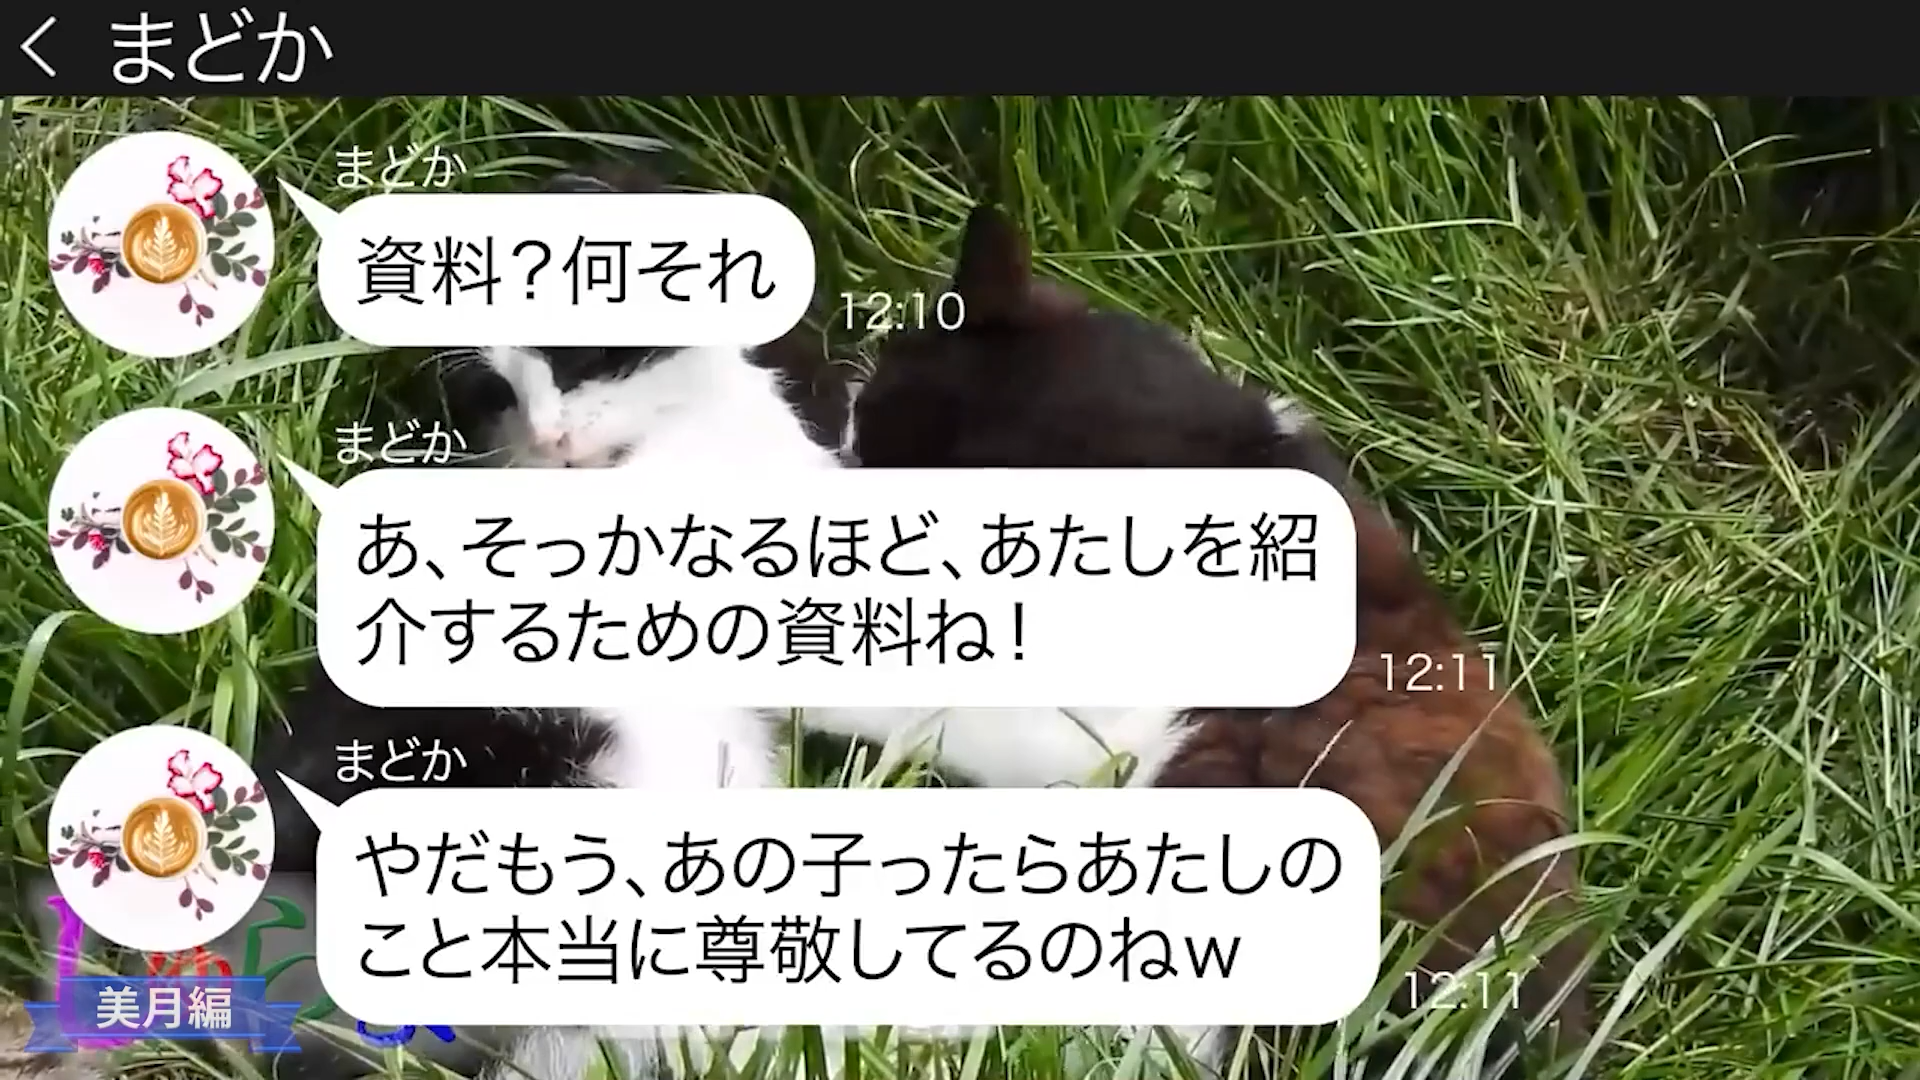 まどか
まどか
資料？何それ
12:10
まどか
あ、そっかなるほど、あたしを紹
介するための資料ね！
12:11
まどか
やだもう、あの子ったらあたしの
こと本当に尊敬してるのねｗ
12:11
美月編